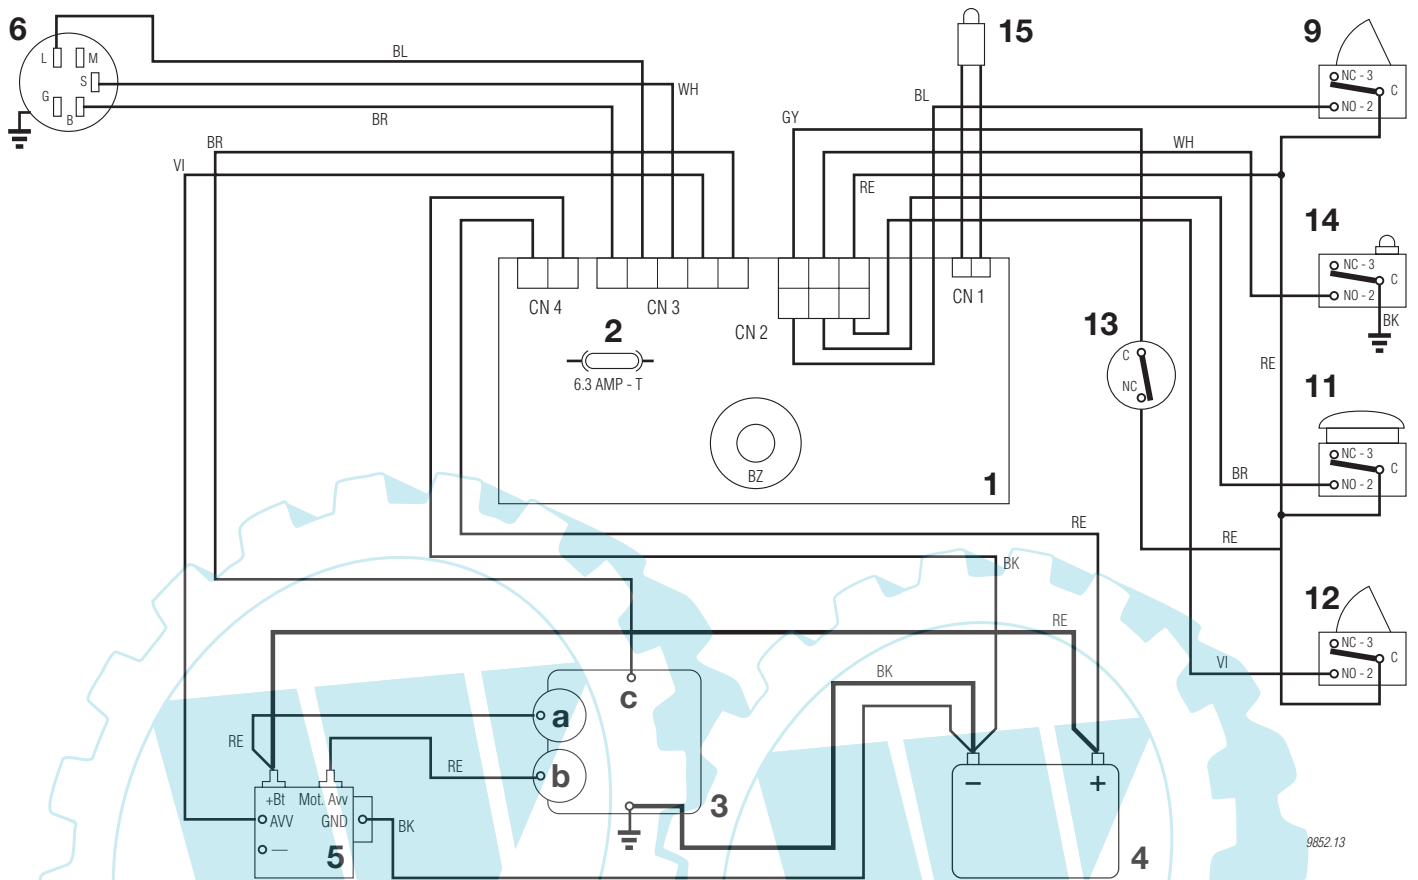 6
15
9
L
M
S
G
B
BL
WH
BR
BR
VI
BL
GY
WH
RE
NC - 3
C
NO - 2
14
NC - 3
C
NO - 2
BK
CN 4
CN 3
CN 2
CN 1
2
6.3 AMP - T
13
C
NC
RE
11
NC - 3
C
NO - 2
BR
BZ
1
RE
RE
BK
12
NC - 3
C
NO - 2
VI
RE
BK
a
b
c
RE
RE
3
+Bt
Mot. Avv
AVV
GND
BK
5
−
+
4
9852.13